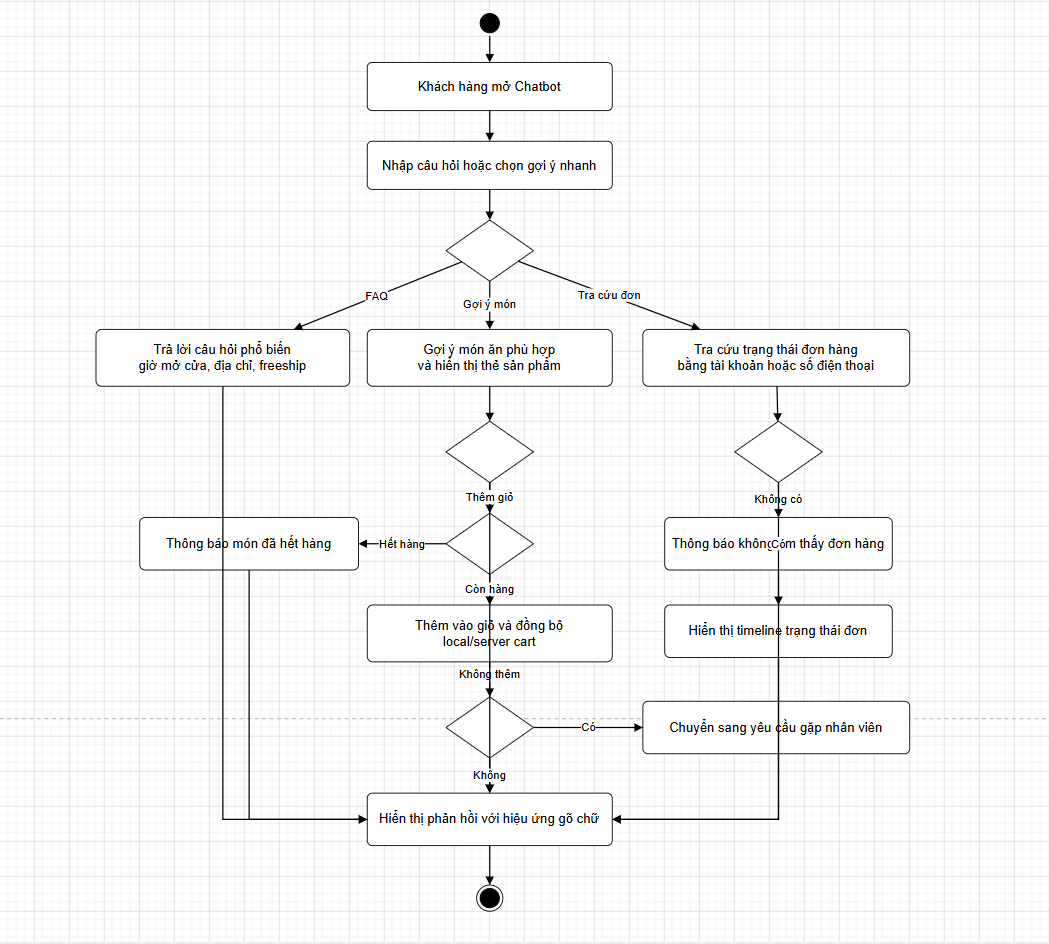 Khách hàng mở Chatbot
Nhập câu hỏi hoặc chọn gợi ý nhanh
FAQ
Gợi ý món
Tra cứu đơn
Trả lời câu hỏi phổ biến
giờ mở cửa, địa chỉ, freeship
Gợi ý món ăn phù hợp
và hiển thị thẻ sản phẩm
Tra cứu trạng thái đơn hàng
bằng tài khoản hoặc số điện thoại
Thêm giỏ
Không có
Thông báo món đã hết hàng
Hết hàng
Thông báo không thấy đơn hàng
Có
Còn hàng
Thêm vào giỏ và đồng bộ
local/server cart
Hiển thị timeline trạng thái đơn
Không thêm
Có
Chuyển sang yêu cầu gặp nhân viên
Không
Hiển thị phản hồi với hiệu ứng gõ chữ